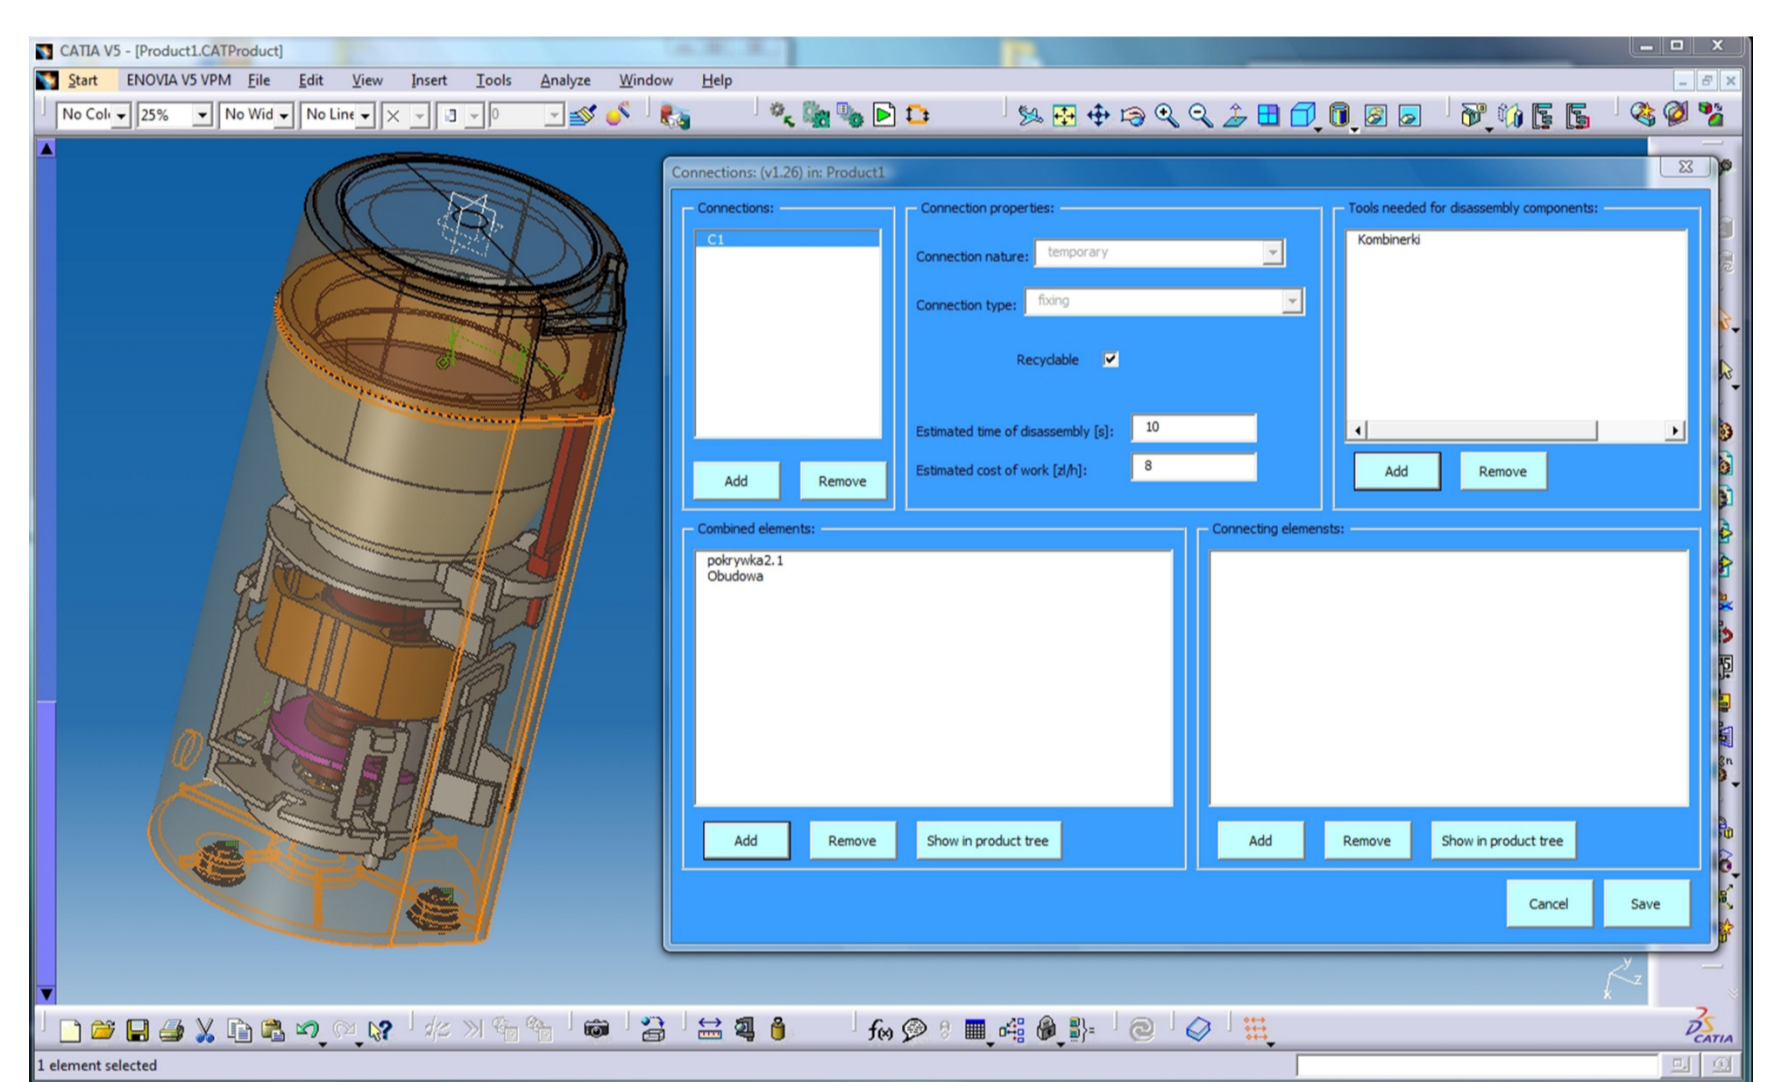 CATIA V5 - [Product1.CATProduct]
Start ENOVIA V5 VPM File Edit View Insert Tools Analyze Window Help
No Col 25% No Wid No Line 0
Connections: (v1.26) in: Product1
Connections:
C1
Add Remove
Connection properties:
Connection nature: temporary
Connection type: fixing
Recyclable
Estimated time of disassembly [s]: 10
Estimated cost of work [zl/h]: 8
Tools needed for disassembly components:
Kombinerki
Add Remove
Combined elements:
pokrywka2.1
Obudowa
Add Remove Show in product tree
Connecting elemensts:
Add Remove Show in product tree
Cancel Save
y
z
x
f(x)
CATIA
1 element selected